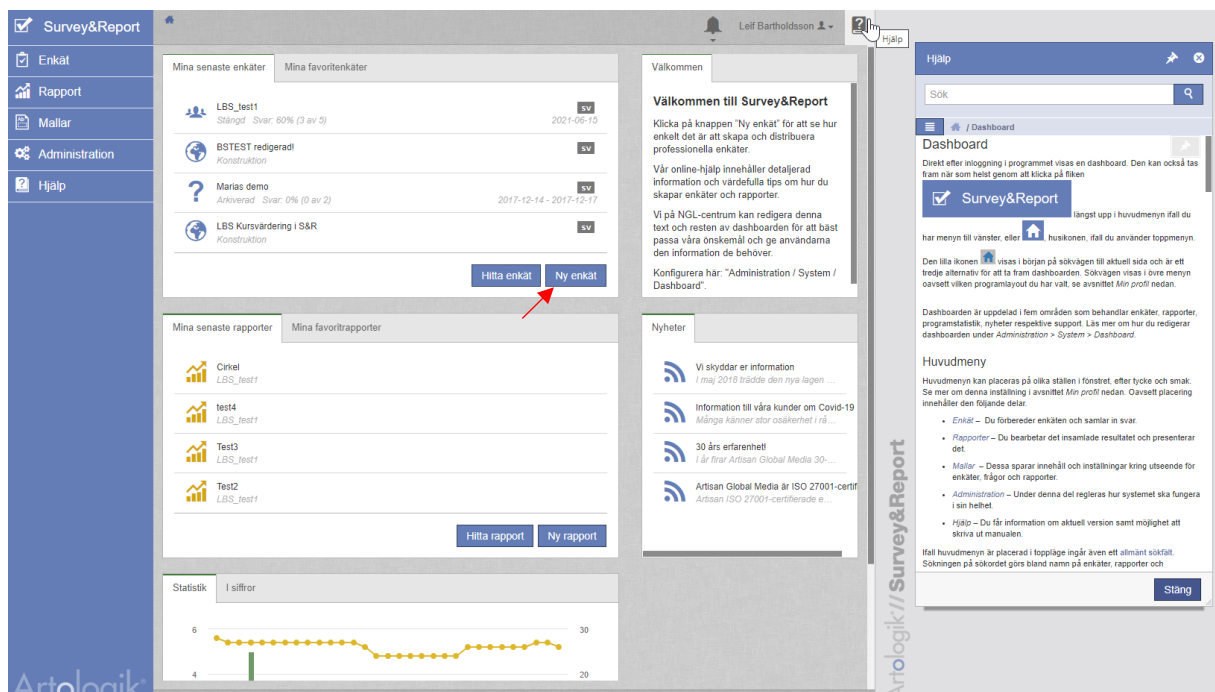 Survey&Report
Enkät
Rapport
Mallar
Administration
Hjälp
Artologik
Leif Bartholdsson
Hjälp
Mina senaste enkäter
Mina favoritenkäter
LBS_test1
Stängd Svar: 60% (3 av 5)
sv
2021-06-15
BSTEST redigerad!
Konstruktion
sv
Marias demo
Arkiverad Svar: 0% (0 av 2)
sv
2017-12-14 - 2017-12-17
LBS Kursvärdering i S&R
Konstruktion
sv
Hitta enkät
Ny enkät
Mina senaste rapporter
Mina favoritrapporter
Cirkel
LBS_test1
test4
LBS_test1
Test3
LBS_test1
Test2
LBS_test1
Hitta rapport
Ny rapport
Statistik
I siffror
6
30
4
20
Välkommen
Välkommen till Survey&Report
Klicka på knappen "Ny enkät" för att se hur
enkelt det är att skapa och distribuera
professionella enkäter.
Vår online-hjälp innehåller detaljerad
information och värdefulla tips om hur du
skapar enkäter och rapporter.
Vi på NGL-centrum kan redigera denna
text och resten av dashboarden för att bäst
passa våra önskemål och ge användarna
den information de behöver.
Konfigurera här: "Administration / System /
Dashboard".
Nyheter
Vi skyddar er information
I maj 2018 trädde den nya lagen ...
Information till våra kunder om Covid-19
Många känner stor osäkerhet i rå...
30 års erfarenhet!
I år firar Artisan Global Media 30-...
Artisan Global Media är ISO 27001-certif
Artisan ISO 27001-certifierade e...
Artologik // Survey&Report
Hjälp
Sök
/ Dashboard
Dashboard
Direkt efter inloggning i programmet visas en dashboard. Den kan också tas
fram när som helst genom att klicka på fliken
Survey&Report
längst upp i huvudmenyn ifall du
har menyn till vänster, eller , husikonen, ifall du använder toppmenyn.
Den lilla ikonen visas i början på sökvägen till aktuell sida och är ett
tredje alternativ för att ta fram dashboarden. Sökvägen visas i övre menyn
oavsett vilken programlayout du har valt, se avsnittet Min profil nedan.
Dashboarden är uppdelad i fem områden som behandlar enkäter, rapporter,
programstatistik, nyheter respektive support. Läs mer om hur du redigerar
dashboarden under Administration > System > Dashboard.
Huvudmeny
Huvudmenyn kan placeras på olika ställen i fönstret, efter tycke och smak.
Se mer om denna inställning i avsnittet Min profil nedan. Oavsett placering
innehåller den följande delar.
• Enkät – Du förbereder enkäten och samlar in svar.
• Rapporter – Du bearbetar det insamlade resultatet och presenterar
det.
• Mallar – Dessa sparar innehåll och inställningar kring utseende för
enkäter, frågor och rapporter.
• Administration – Under denna del regleras hur systemet ska fungera
i sin helhet.
• Hjälp – Du får information om aktuell version samt möjlighet att
skriva ut manualen.
Ifall huvudmenyn är placerad i toppläge ingår även ett allmänt sökfält.
Sökningen på sökordet görs bland namn på enkäter, rapporter och
Stäng